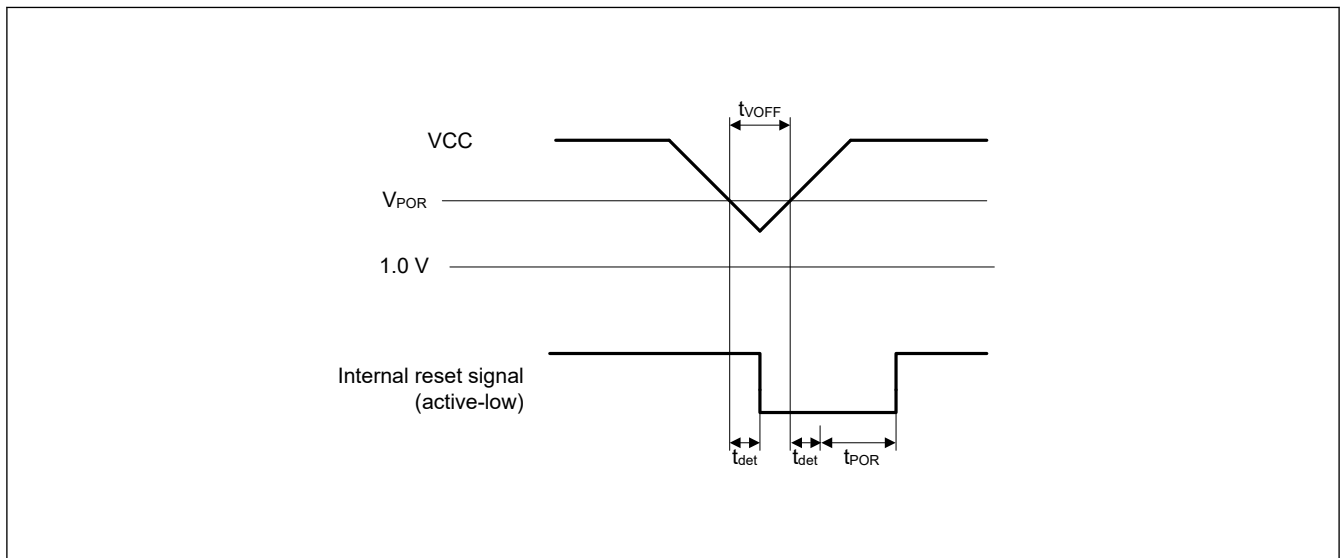 tVOFF
VCC
VPOR
1.0 V
Internal reset signal
(active-low)
tdet
tdet
tPOR